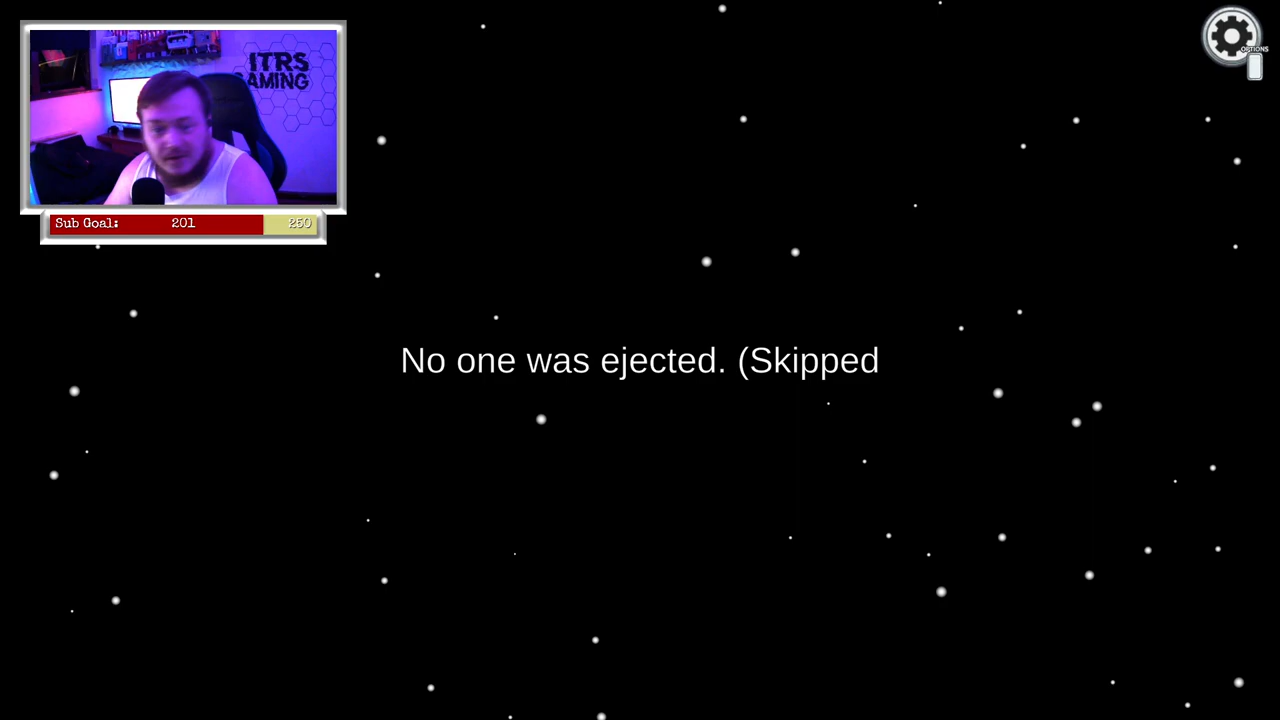 ITRS
GAMING
OPTIONS
Sub Goal: 201 250
No one was ejected. (Skipped